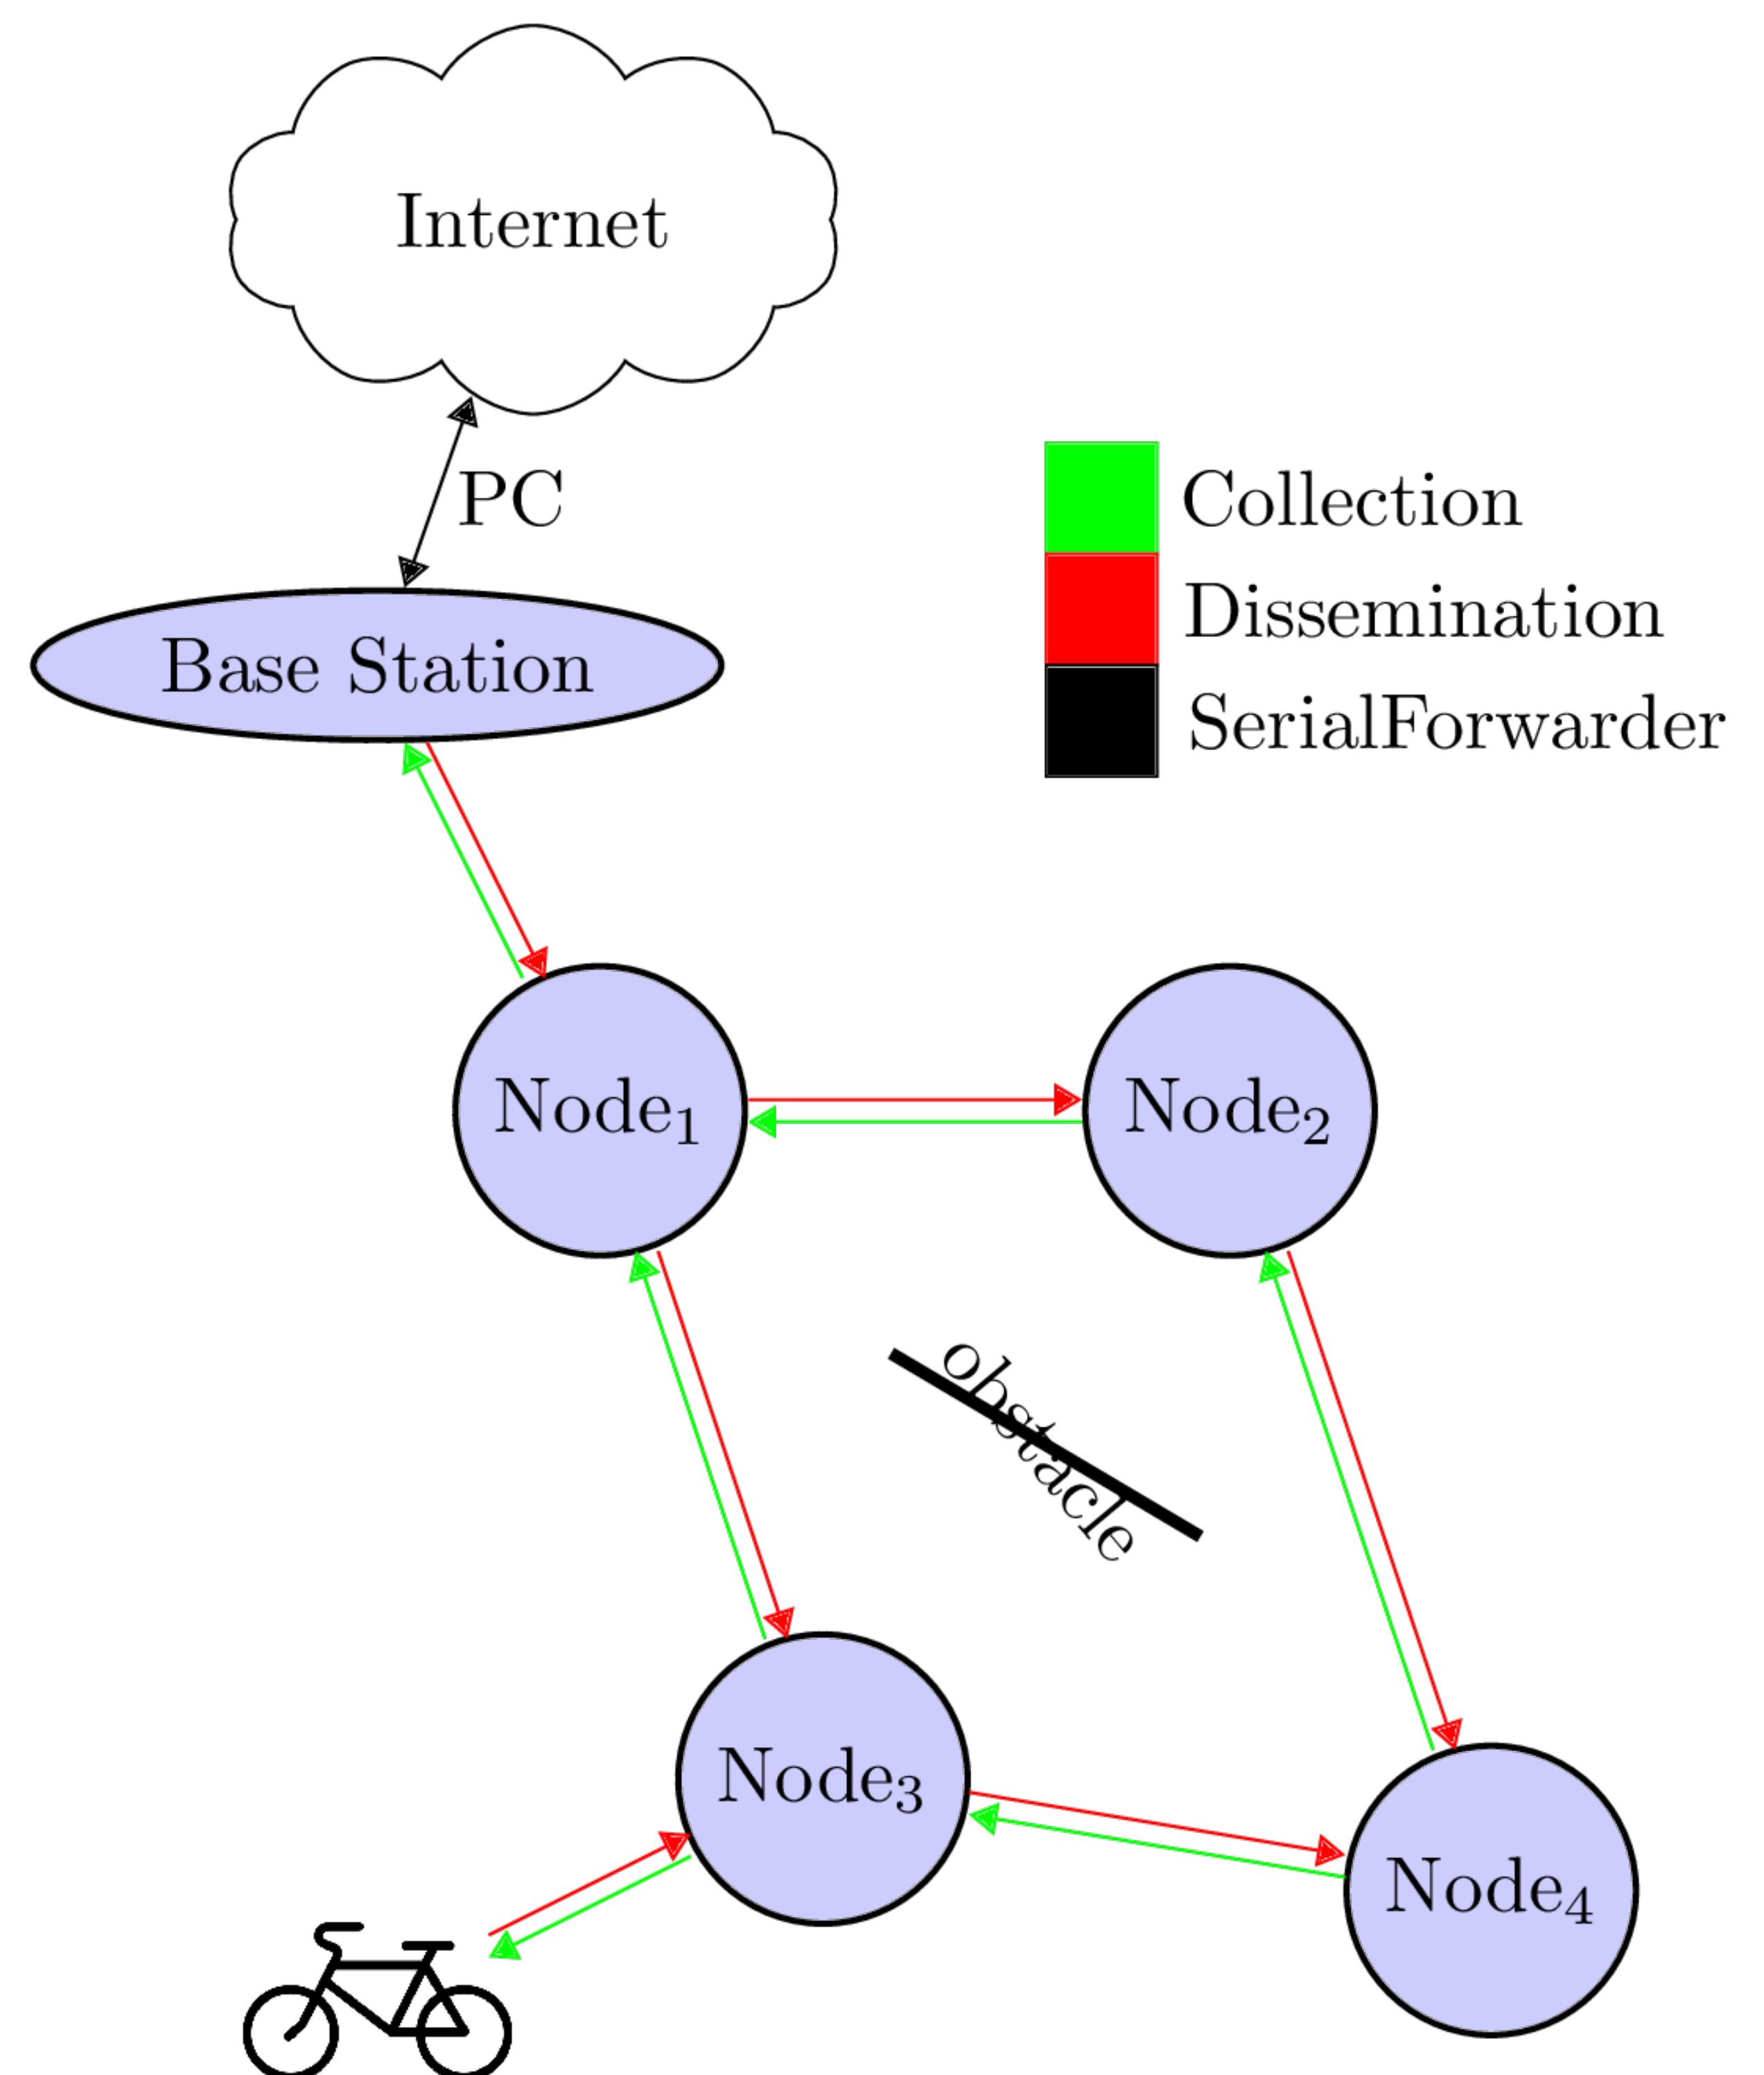 Internet
PC
Collection
Dissemination
SerialForwarder
Base Station
Node₁
Node₂
obstacle
Node₃
Node₄